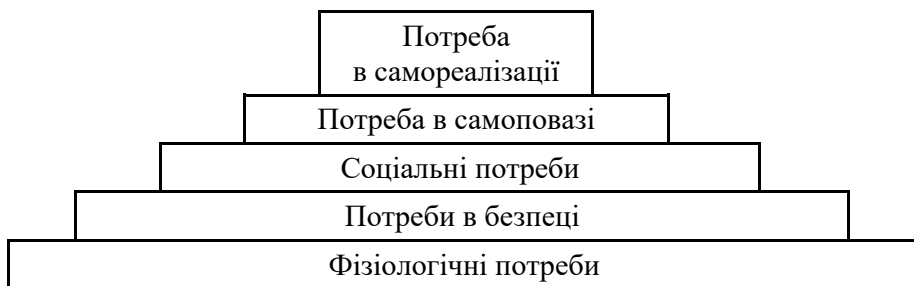 Потреба
в самореалізації
Потреба в самоповазі
Соціальні потреби
Потреби в безпеці
Фізіологічні потреби